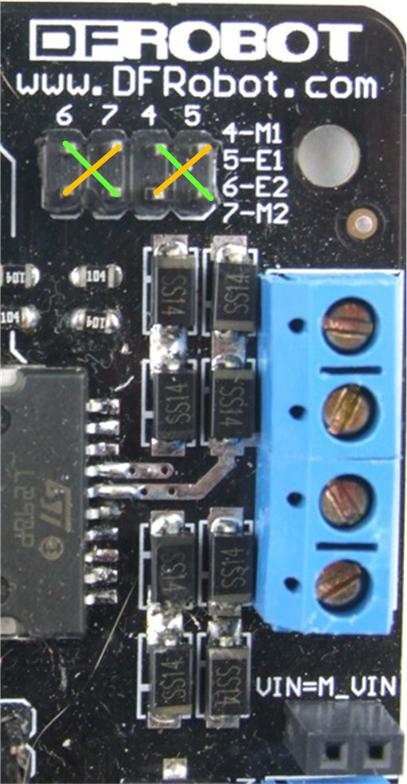 DFROBOT
www.DFRobot.com
6 7 4 5
4-M1
5-E1
6-E2
7-M2
SS14 SS14
104 104
104 104
SS14 SS14
L298P
SS14 SS14
SS14 SS14
VIN=M_VIN